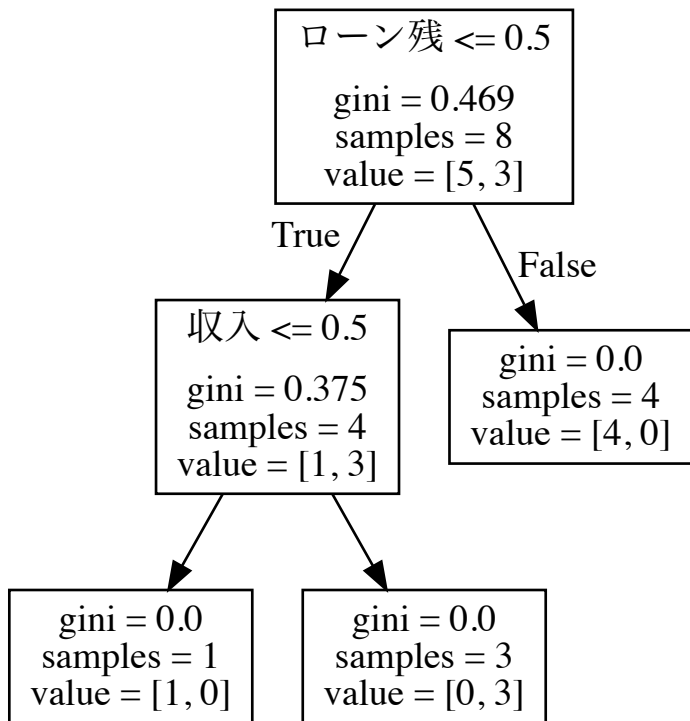 ローン残 <= 0.5
gini = 0.469
samples = 8
value = [5, 3]
True
False
収入 <= 0.5
gini = 0.375
samples = 4
value = [1, 3]
gini = 0.0
samples = 4
value = [4, 0]
gini = 0.0
samples = 1
value = [1, 0]
gini = 0.0
samples = 3
value = [0, 3]